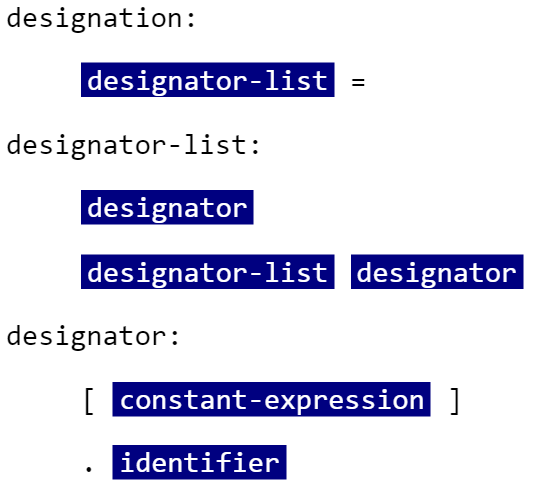 designation:
designator-list =
designator-list:
designator
designator-list designator
designator:
[ constant-expression ]
. identifier